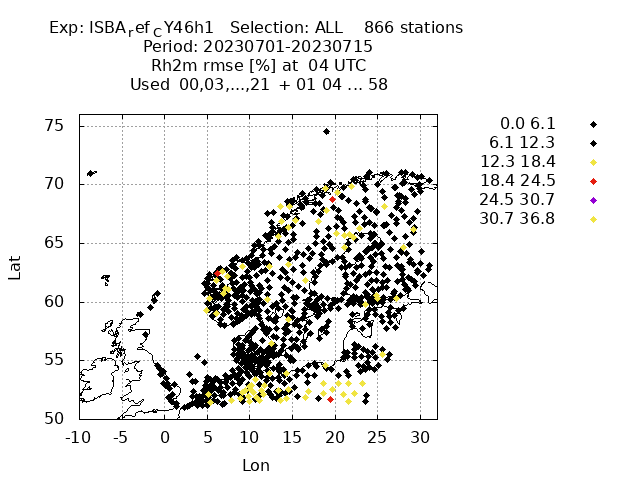 Exp: ISBAref CY46h1 Selection: ALL 866 stations
Period: 20230701-20230715
Rh2m rmse [%] at 04 UTC
Used 00,03,...,21 + 01 04 ... 58
0.0 6.1
6.1 12.3
12.3 18.4
18.4 24.5
24.5 30.7
30.7 36.8
75
70
65
60
55
50
Lat
-10 -5 0 5 10 15 20 25 30
Lon